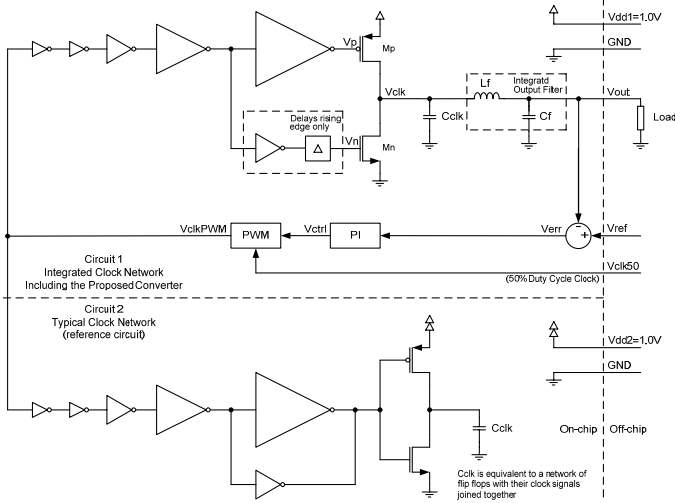 Vdd1=1.0V
GND
Vp
Mp
Vclk
Lf
Integratd
Output Filter
Vout
Cclk
Cf
Load
Delays rising
edge only
Δ
Vn
Mn
VclkPWM
PWM
Vctrl
PI
Verr
−
+
Vref
Vclk50
(50% Duty Cycle Clock)
Circuit 1
Integrated Clock Network
Including the Proposed Converter
Circuit 2
Typical Clock Network
(reference circuit)
Vdd2=1.0V
GND
Cclk
On-chip
Off-chip
Cclk is equivalent to a network of
flip flops with their clock signals
joined together